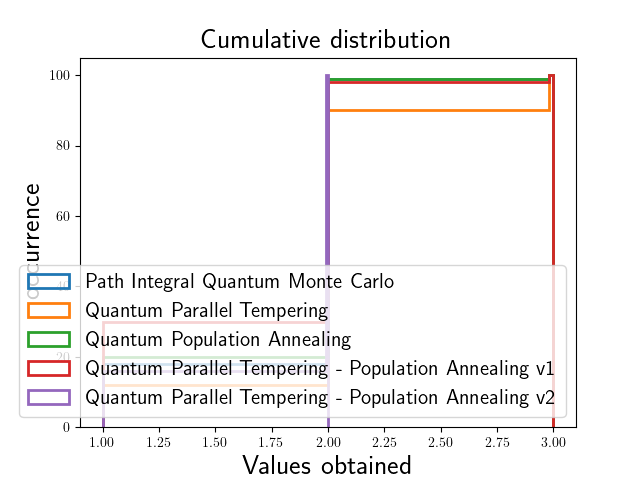 Cumulative distribution
100
80
60
40
20
0
Occurrence
Path Integral Quantum Monte Carlo
Quantum Parallel Tempering
Quantum Population Annealing
Quantum Parallel Tempering - Population Annealing v1
Quantum Parallel Tempering - Population Annealing v2
1.00 1.25 1.50 1.75 2.00 2.25 2.50 2.75 3.00
Values obtained